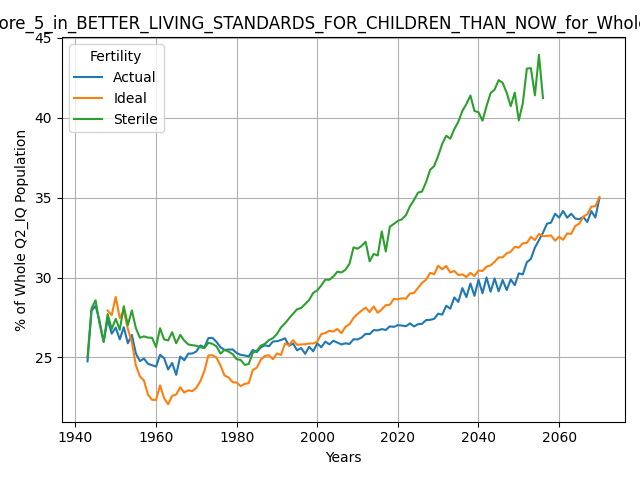 ore_5_in_BETTER_LIVING_STANDARDS_FOR_CHILDREN_THAN_NOW_for_Whole
Fertility
Actual
Ideal
Sterile
% of Whole Q2_IQ Population
45
40
35
30
25
1940
1960
1980
2000
2020
2040
2060
Years